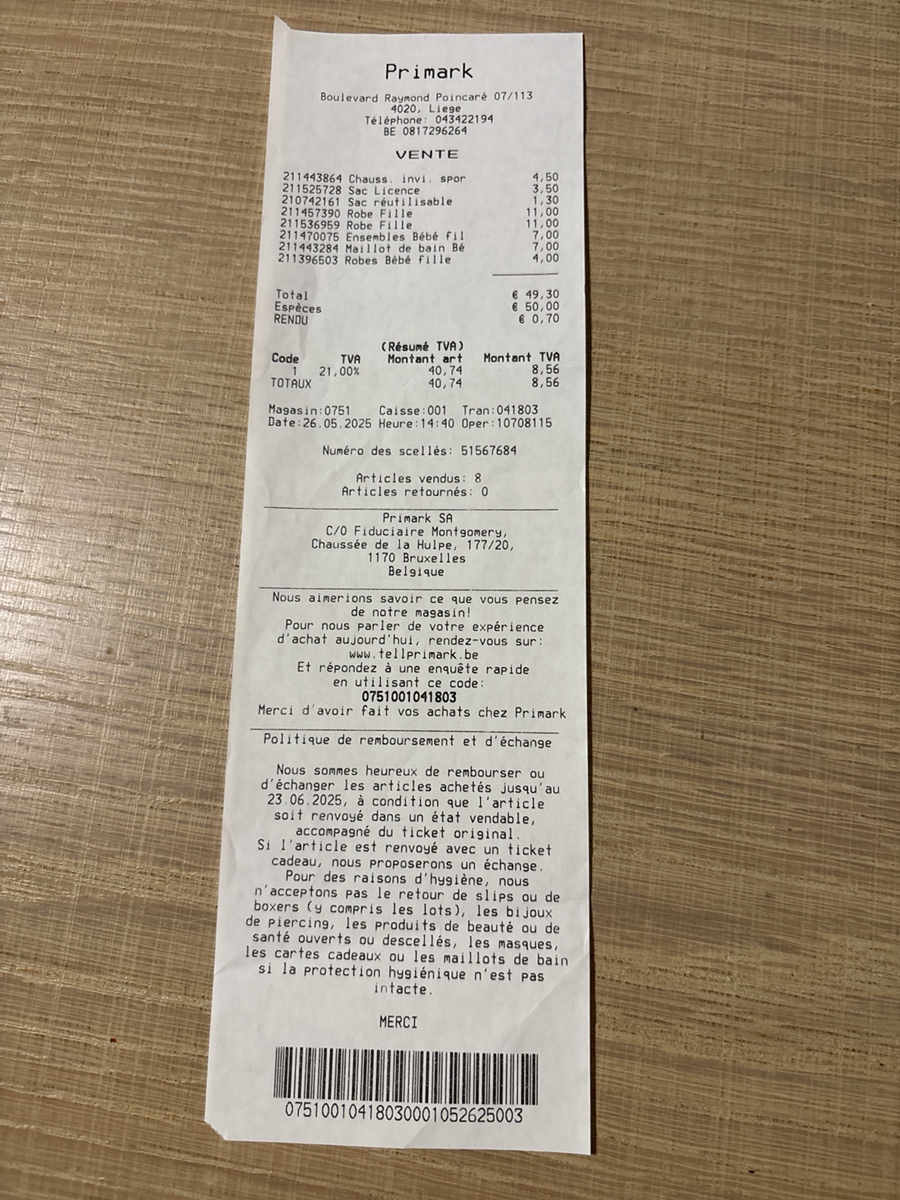 Primark
Boulevard Raymond Poincaré 07/113
4020, Liege
Téléphone: 043422194
BE 0817296264
VENTE
211443864 Chauss. invi. spor 4,50
211525728 Sac Licence 3,50
210742161 Sac réutilisable 1,30
211457390 Robe Fille 11,00
211536959 Robe Fille 11,00
211470075 Ensembles Bébé fil 7,00
211443284 Maillot de bain Bé 7,00
211396503 Robes Bébé fille 4,00
Total € 49,30
Espèces € 50,00
RENDU € 0,70
(Résumé TVA)
Code TVA Montant art Montant TVA
1 21,00% 40,74 8,56
TOTAUX 40,74 8,56
Magasin:0751 Caisse:001 Tran:041803
Date:26.05.2025 Heure:14:40 Oper:10708115
Numéro des scellés: 51567684
Articles vendus: 8
Articles retournés: 0
Primark SA
C/O Fiduciaire Montgomery,
Chaussée de la Hulpe, 177/20,
1170 Bruxelles
Belgique
Nous aimerions savoir ce que vous pensez
de notre magasin!
Pour nous parler de votre expérience
d'achat aujourd'hui, rendez-vous sur:
www.tellprimark.be
Et répondez à une enquête rapide
en utilisant ce code:
0751001041803
Merci d'avoir fait vos achats chez Primark
Politique de remboursement et d'échange
Nous sommes heureux de rembourser ou
d'échanger les articles achetés jusqu'au
23.06.2025, à condition que l'article
soit renvoyé dans un état vendable,
accompagné du ticket original.
Si l'article est renvoyé avec un ticket
cadeau, nous proposerons un échange.
Pour des raisons d'hygiène, nous
n'acceptons pas le retour de slips ou de
boxers (y compris les lots), les bijoux
de piercing, les produits de beauté ou de
santé ouverts ou descellés, les masques,
les cartes cadeaux ou les maillots de bain
si la protection hygiénique n'est pas
intacte.
MERCI
07510010418030001052625003